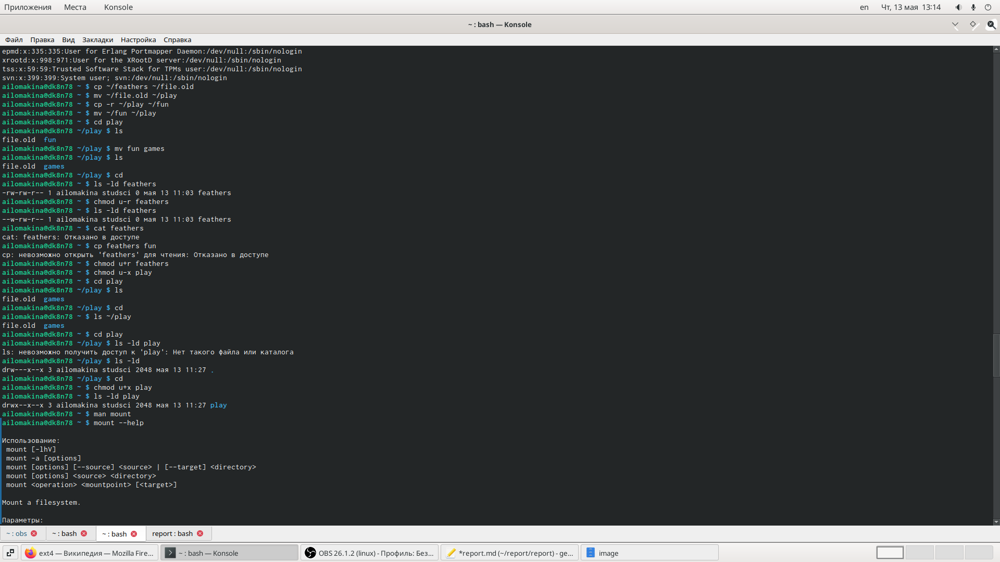 Приложения Места Konsole en Чт, 13 мая 13:14
~ : bash — Konsole
Файл Правка Вид Закладки Настройка Справка
epmd:x:335:335:User for Erlang Portmapper Daemon:/dev/null:/sbin/nologin
xrootd:x:998:971:User for the XRootD server:/dev/null:/sbin/nologin
tss:x:59:59:Trusted Software Stack for TPMs user:/dev/null:/sbin/nologin
svn:x:399:399:System user; svn:/dev/null:/sbin/nologin
ailomakina@dk8n78 ~ $ cp ~/feathers ~/file.old
ailomakina@dk8n78 ~ $ mv ~/file.old ~/play
ailomakina@dk8n78 ~ $ cp -r ~/play ~/fun
ailomakina@dk8n78 ~ $ mv ~/fun ~/play
ailomakina@dk8n78 ~ $ cd play
ailomakina@dk8n78 ~/play $ ls
file.old  fun
ailomakina@dk8n78 ~/play $ mv fun games
ailomakina@dk8n78 ~/play $ ls
file.old  games
ailomakina@dk8n78 ~/play $ cd
ailomakina@dk8n78 ~ $ ls -ld feathers
-rw-rw-r-- 1 ailomakina studsci 0 мая 13 11:03 feathers
ailomakina@dk8n78 ~ $ chmod u-r feathers
ailomakina@dk8n78 ~ $ ls -ld feathers
--w-rw-r-- 1 ailomakina studsci 0 мая 13 11:03 feathers
ailomakina@dk8n78 ~ $ cat feathers
cat: feathers: Отказано в доступе
ailomakina@dk8n78 ~ $ cp feathers fun
cp: невозможно открыть 'feathers' для чтения: Отказано в доступе
ailomakina@dk8n78 ~ $ chmod u+r feathers
ailomakina@dk8n78 ~ $ chmod u-x play
ailomakina@dk8n78 ~ $ cd play
ailomakina@dk8n78 ~/play $ ls
file.old  games
ailomakina@dk8n78 ~/play $ cd
ailomakina@dk8n78 ~ $ ls ~/play
file.old  games
ailomakina@dk8n78 ~ $ cd play
ailomakina@dk8n78 ~/play $ ls -ld play
ls: невозможно получить доступ к 'play': Нет такого файла или каталога
ailomakina@dk8n78 ~/play $ ls -ld
drw---x--x 3 ailomakina studsci 2048 мая 13 11:27 .
ailomakina@dk8n78 ~/play $ cd
ailomakina@dk8n78 ~ $ chmod u+x play
ailomakina@dk8n78 ~ $ ls -ld play
drwx--x--x 3 ailomakina studsci 2048 мая 13 11:27 play
ailomakina@dk8n78 ~ $ man mount
ailomakina@dk8n78 ~ $ mount --help
Использование:
mount [-lhV]
mount -a [options]
mount [options] [--source] <source> | [--target] <directory>
mount [options] <source> <directory>
mount <operation> <mountpoint> [<target>]
Mount a filesystem.
Параметры:
~ : obs ~ : bash ~ : bash report : bash
ext4 — Википедия — Mozilla Fire... ~ : bash — Konsole OBS 26.1.2 (linux) - Профиль: Без... *report.md (~/report/report) - ge... image